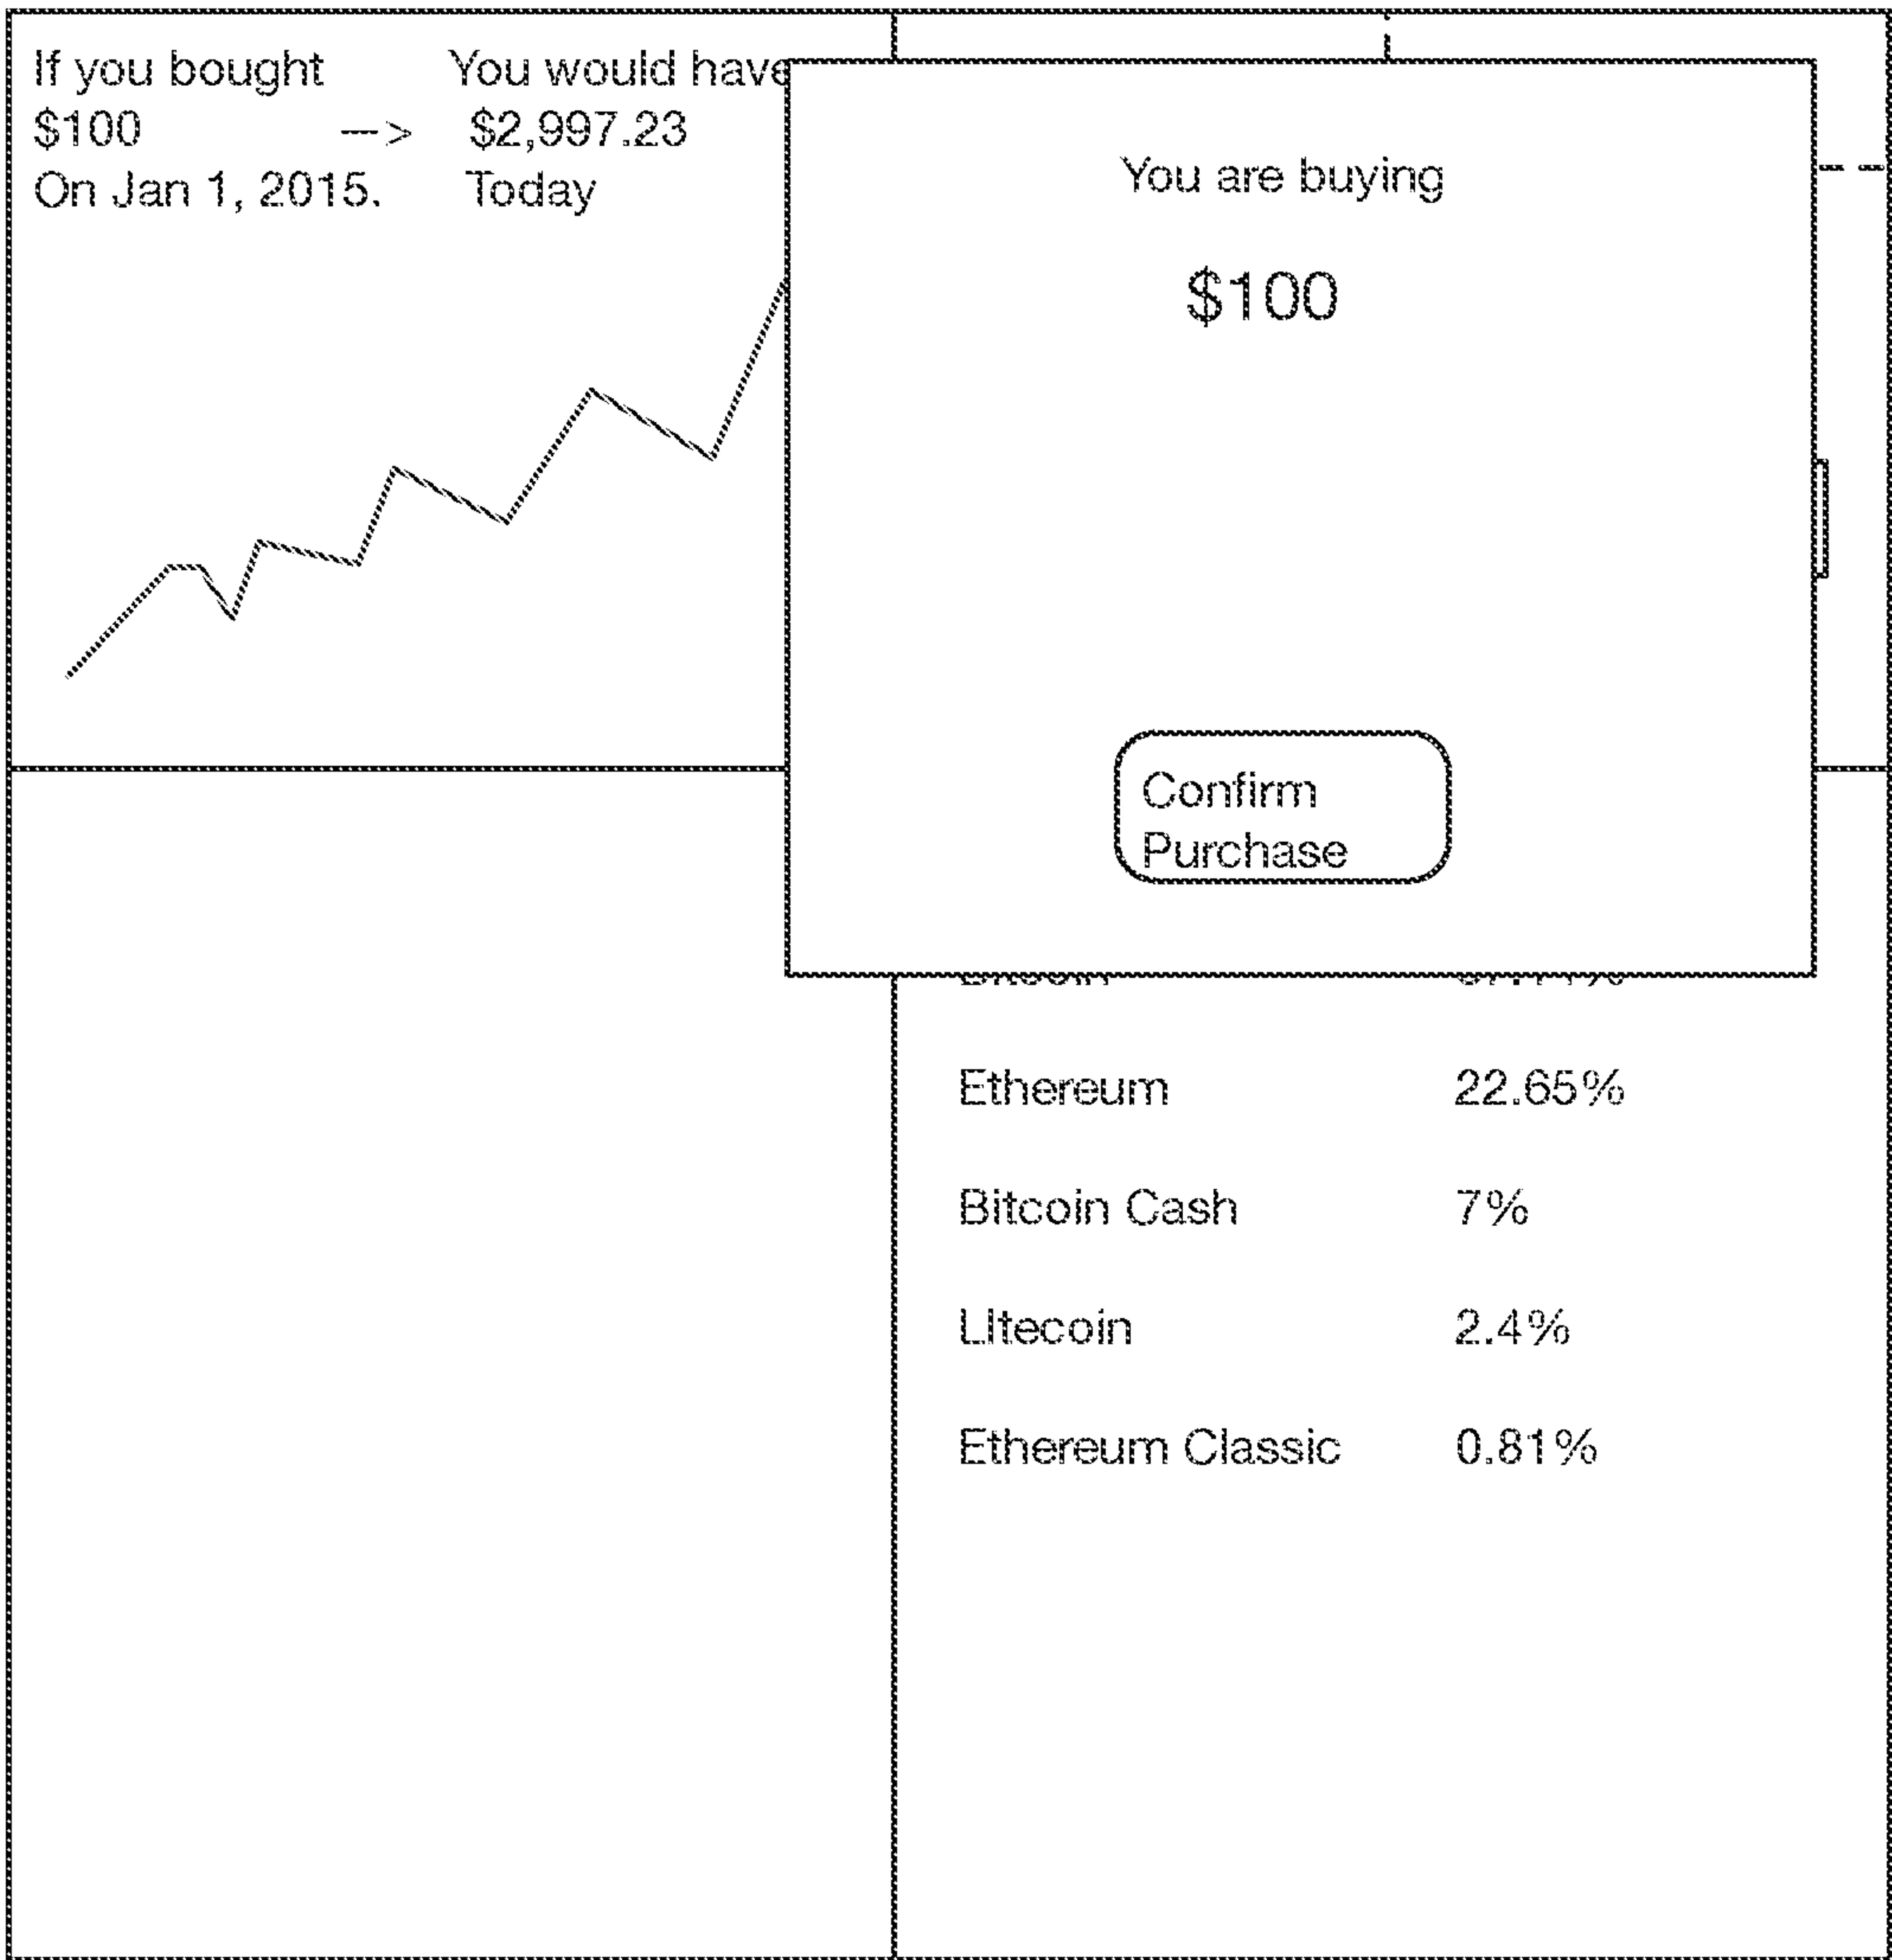 If you bought You would have
$100 —> $2,997.23
On Jan 1, 2015. Today
You are buying
$100
Confirm
Purchase
Ethereum 22.65%
Bitcoin Cash 7%
LItecoin 2.4%
Ethereum Classic 0.81%